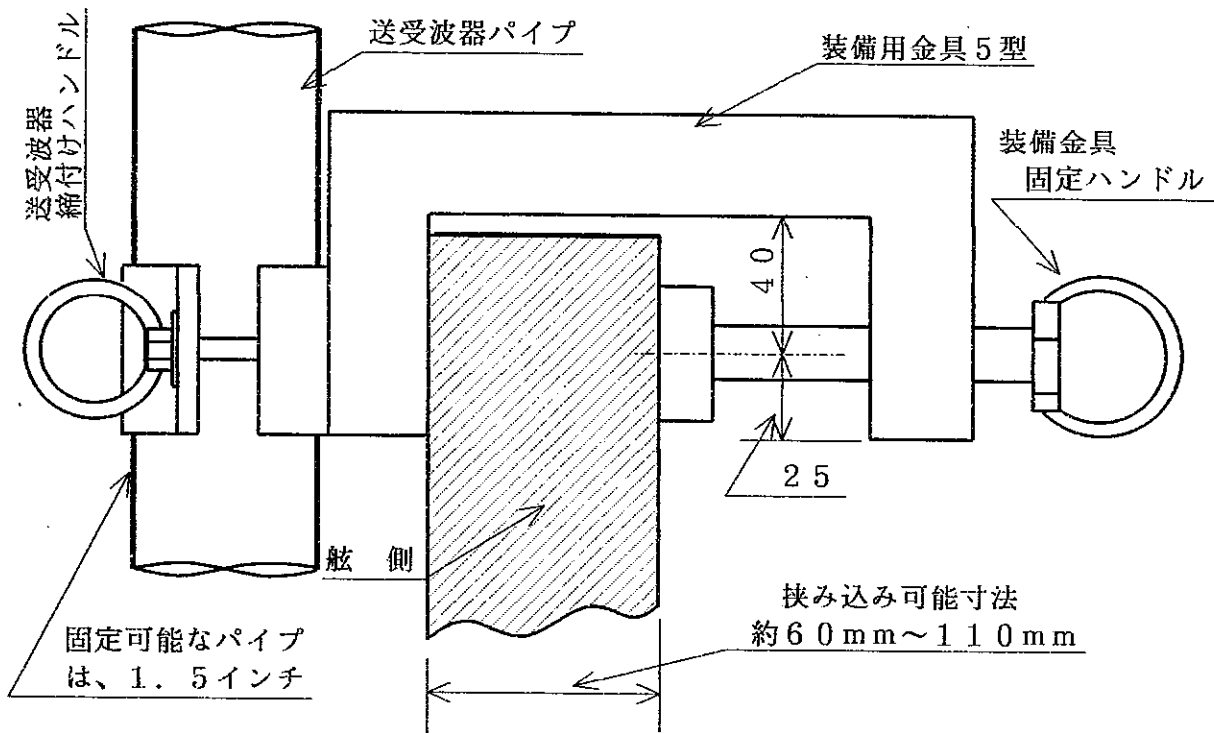 送受波器パイプ
装備用金具５型
送受波器
締付けハンドル
装備金具
固定ハンドル
４０
２５
舷　側
挟み込み可能寸法
約６０mm～１１０mm
固定可能なパイプ
は、１．５インチ